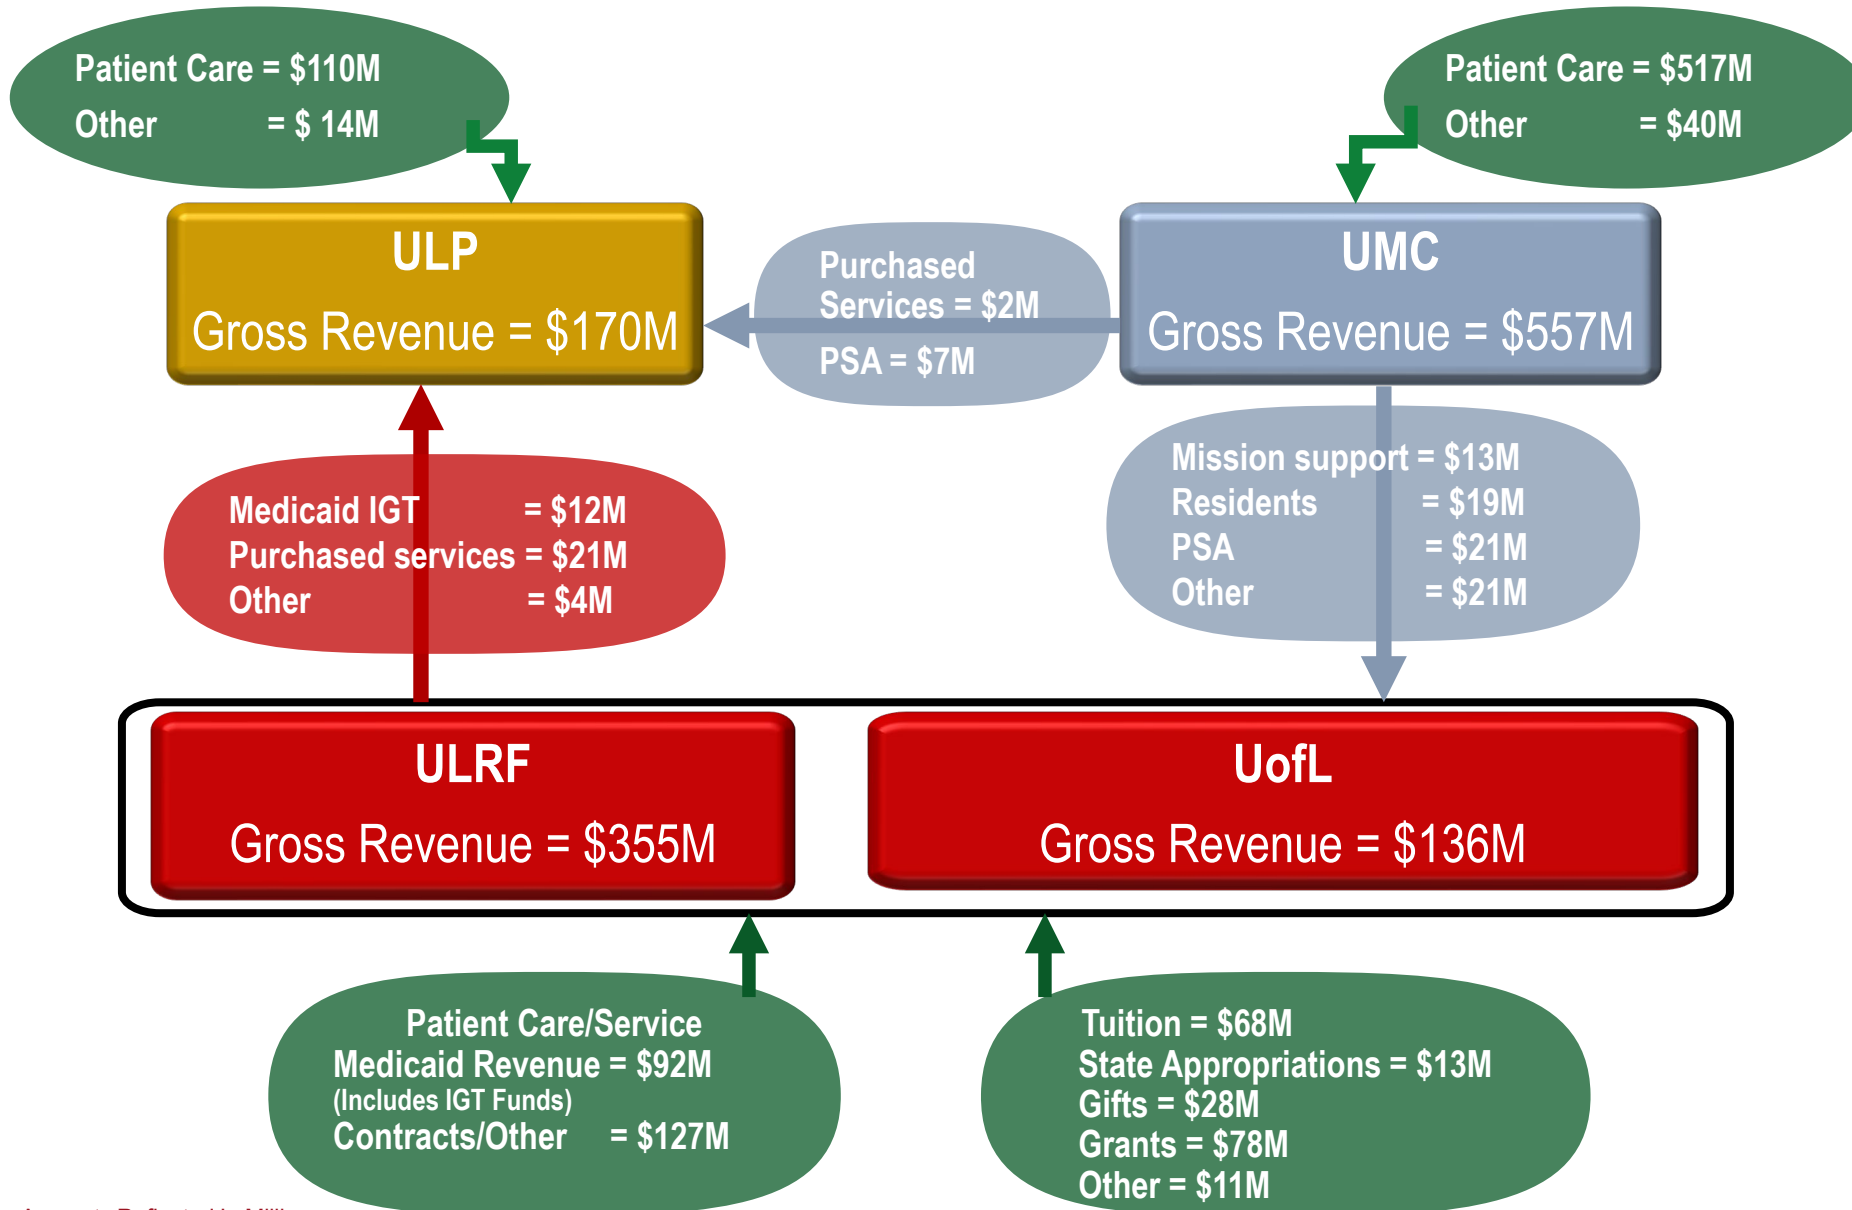 Patient Care = $110M
Other = $ 14M
Patient Care = $517M
Other = $40M
ULP
Gross Revenue = $170M
Purchased
Services = $2M
PSA = $7M
UMC
Gross Revenue = $557M
Medicaid IGT = $12M
Purchased services = $21M
Other = $4M
Mission support = $13M
Residents = $19M
PSA = $21M
Other = $21M
ULRF
Gross Revenue = $355M
UofL
Gross Revenue = $136M
Patient Care/Service
Medicaid Revenue = $92M
(Includes IGT Funds)
Contracts/Other = $127M
Tuition = $68M
State Appropriations = $13M
Gifts = $28M
Grants = $78M
Other = $11M